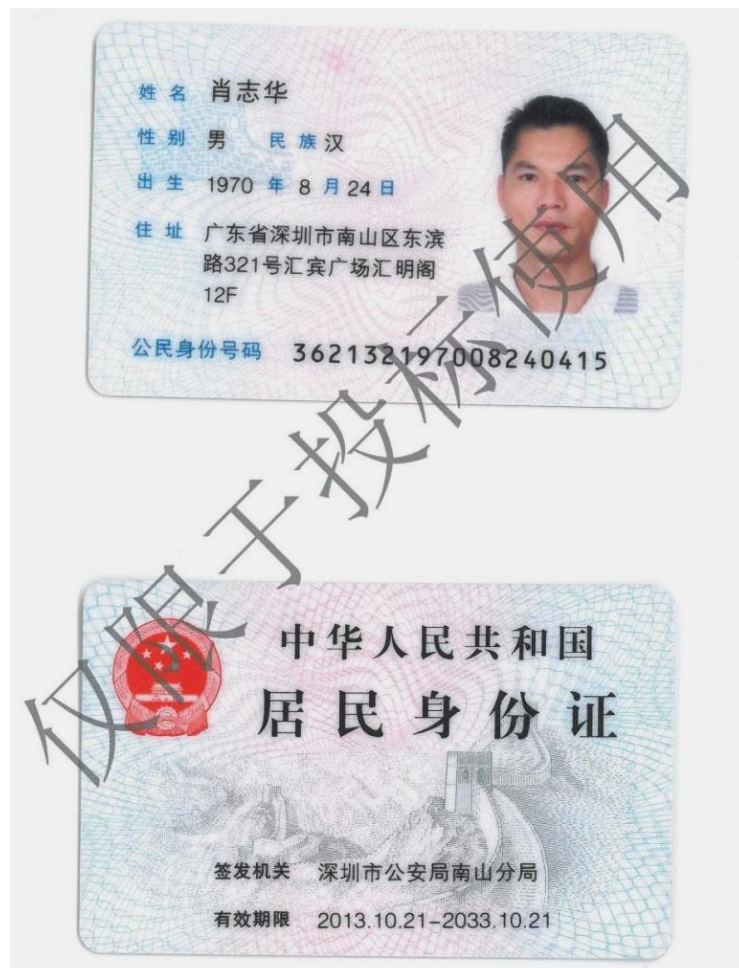 姓名 肖志华
性别 男 民族 汉
出生 1970 年 8 月 24 日
住址 广东省深圳市南山区东滨
路321号汇宾广场汇明阁
12F
公民身份号码 362132197008240415
仅限于投标使用
中华人民共和国
居民身份证
签发机关 深圳市公安局南山分局
有效期限 2013.10.21-2033.10.21